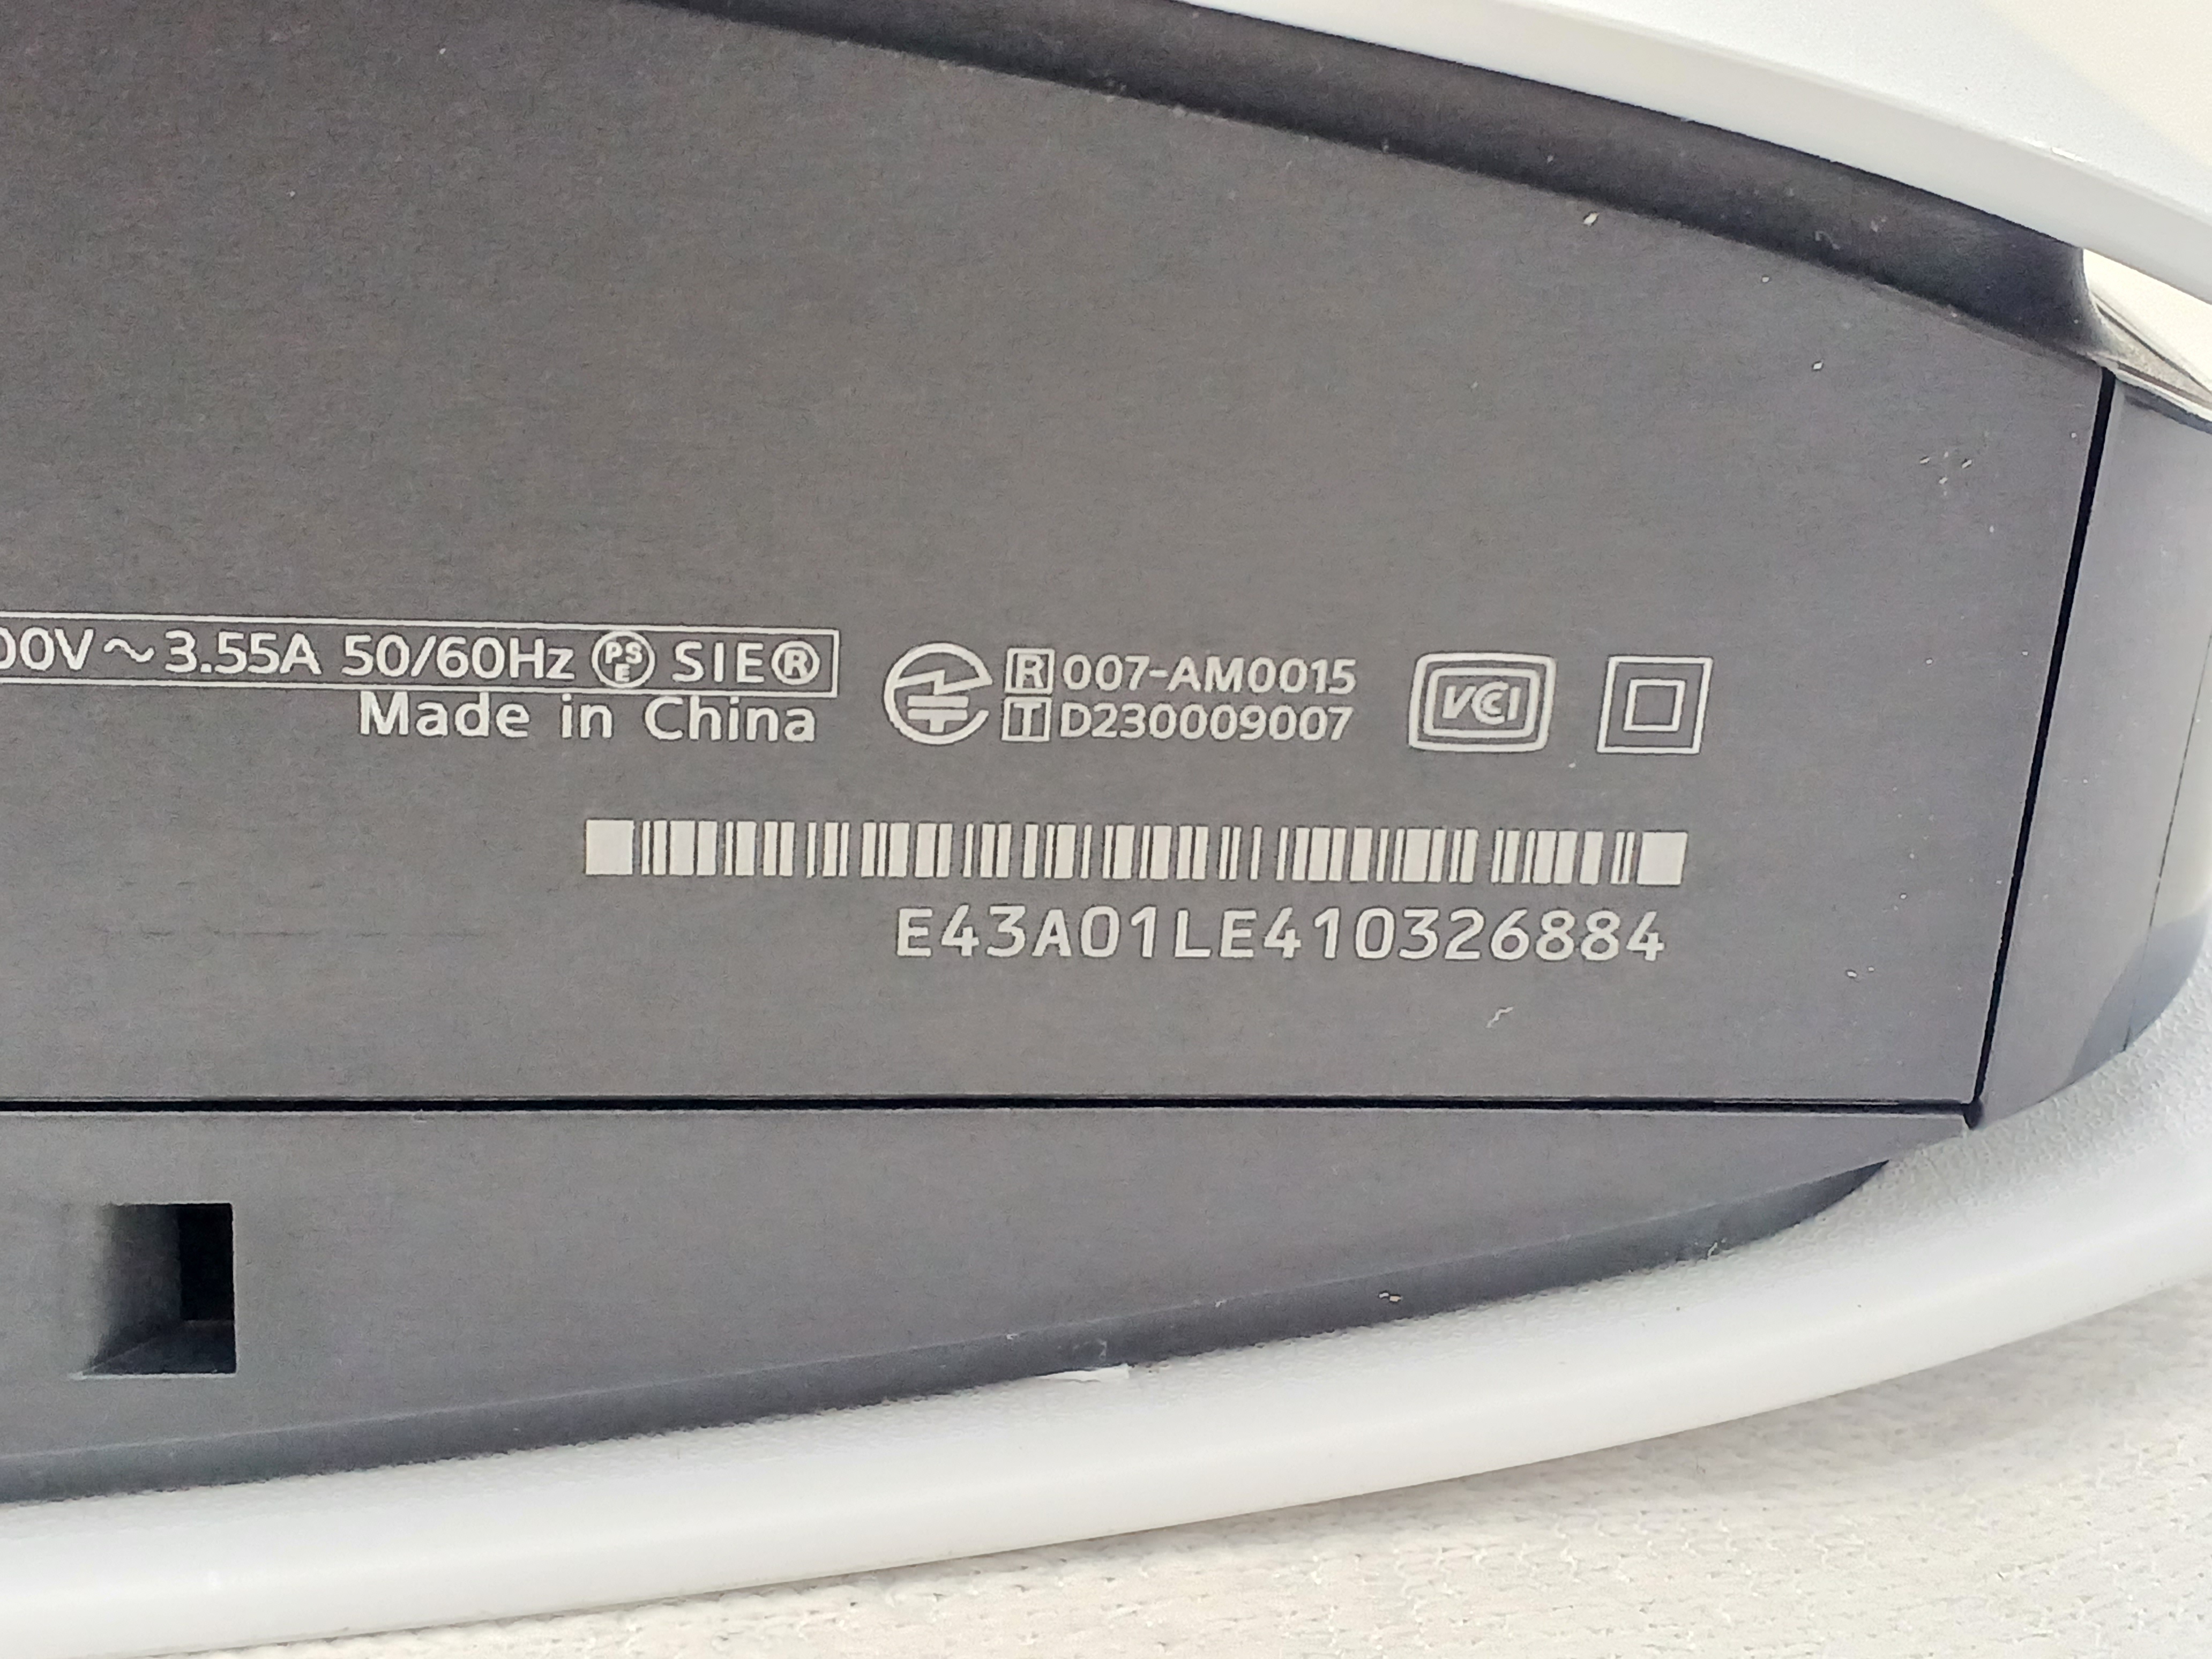 00V～3.55A 50/60Hz PSE SIE®
Made in China
R 007-AM0015
T D230009007
VCI
E43A01LE410326884